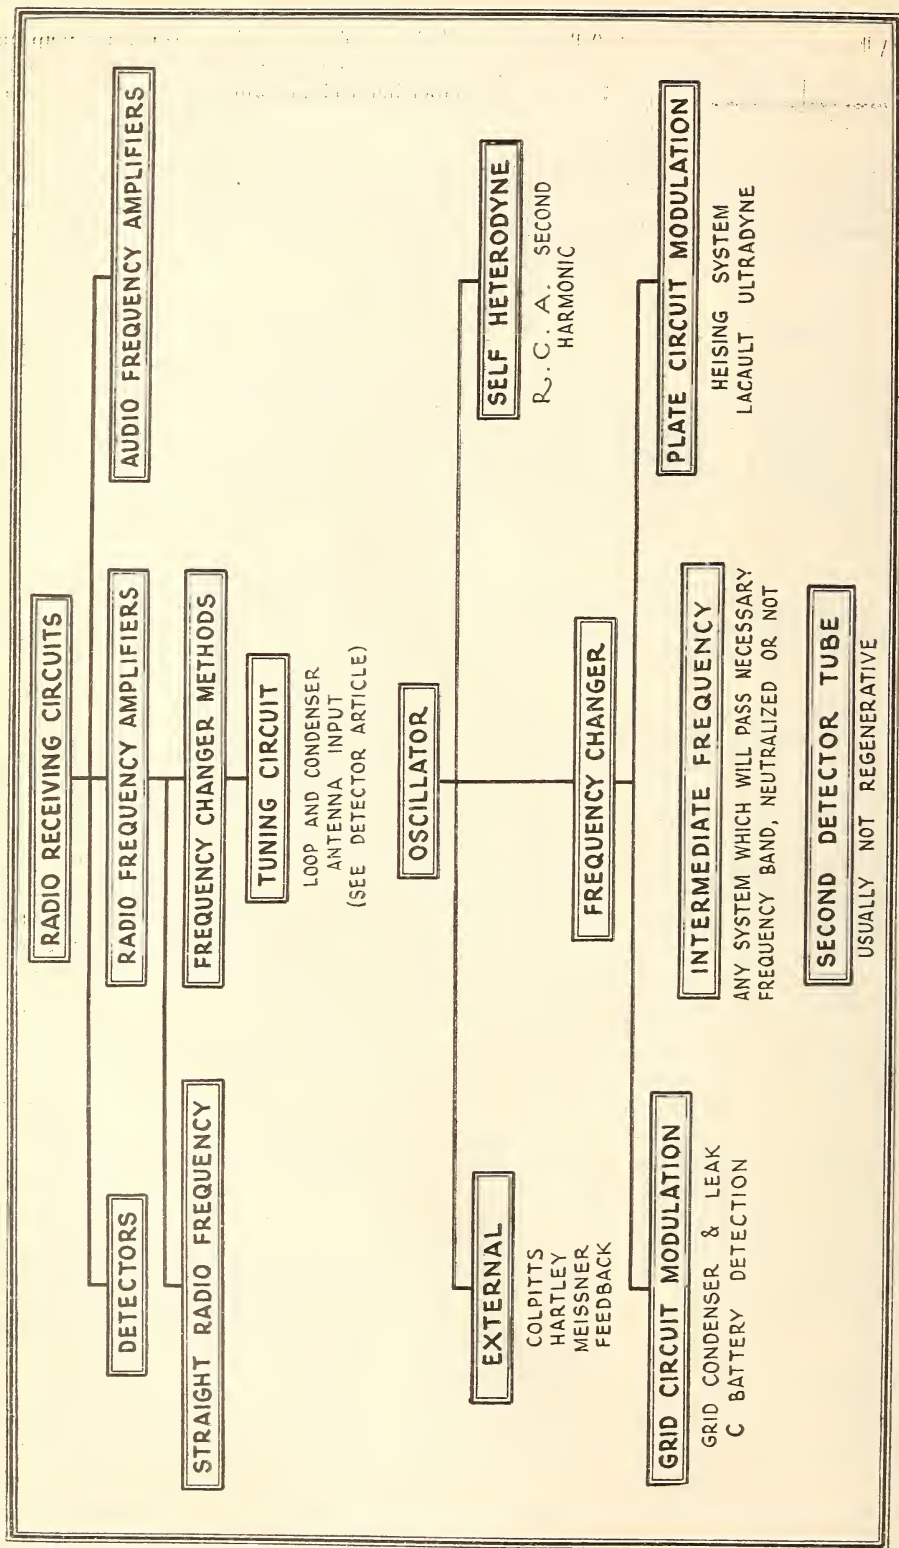 RADIO RECEIVING CIRCUITS
DETECTORS
RADIO FREQUENCY AMPLIFIERS
AUDIO FREQUENCY AMPLIFIERS
STRAIGHT RADIO FREQUENCY
FREQUENCY CHANGER METHODS
TUNING CIRCUIT
LOOP AND CONDENSER
ANTENNA INPUT
(SEE DETECTOR ARTICLE)
OSCILLATOR
EXTERNAL
COLPITTS
HARTLEY
MEISSNER
FEEDBACK
SELF HETERODYNE
R. C. A. SECOND
HARMONIC
FREQUENCY CHANGER
GRID CIRCUIT MODULATION
GRID CONDENSER & LEAK
C BATTERY DETECTION
INTERMEDIATE FREQUENCY
ANY SYSTEM WHICH WILL PASS NECESSARY
FREQUENCY BAND, NEUTRALIZED OR NOT
PLATE CIRCUIT MODULATION
HEISING SYSTEM
LACAULT ULTRADYNE
SECOND DETECTOR TUBE
USUALLY NOT REGENERATIVE